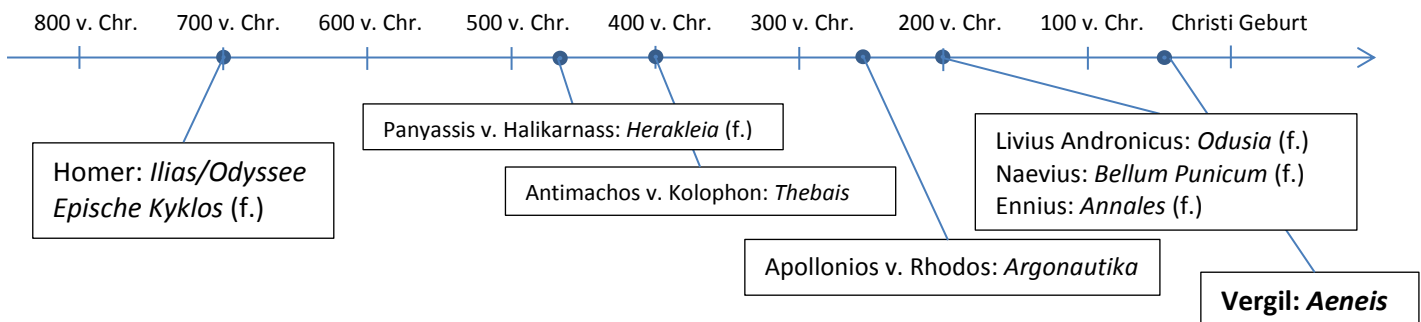 800 v. Chr. 700 v. Chr. 600 v. Chr. 500 v. Chr. 400 v. Chr. 300 v. Chr. 200 v. Chr. 100 v. Chr. Christi Geburt
Homer: Ilias/Odyssee
Epische Kyklos (f.)
Panyassis v. Halikarnass: Herakleia (f.)
Antimachos v. Kolophon: Thebais
Apollonios v. Rhodos: Argonautika
Livius Andronicus: Odusia (f.)
Naevius: Bellum Punicum (f.)
Ennius: Annales (f.)
Vergil: Aeneis